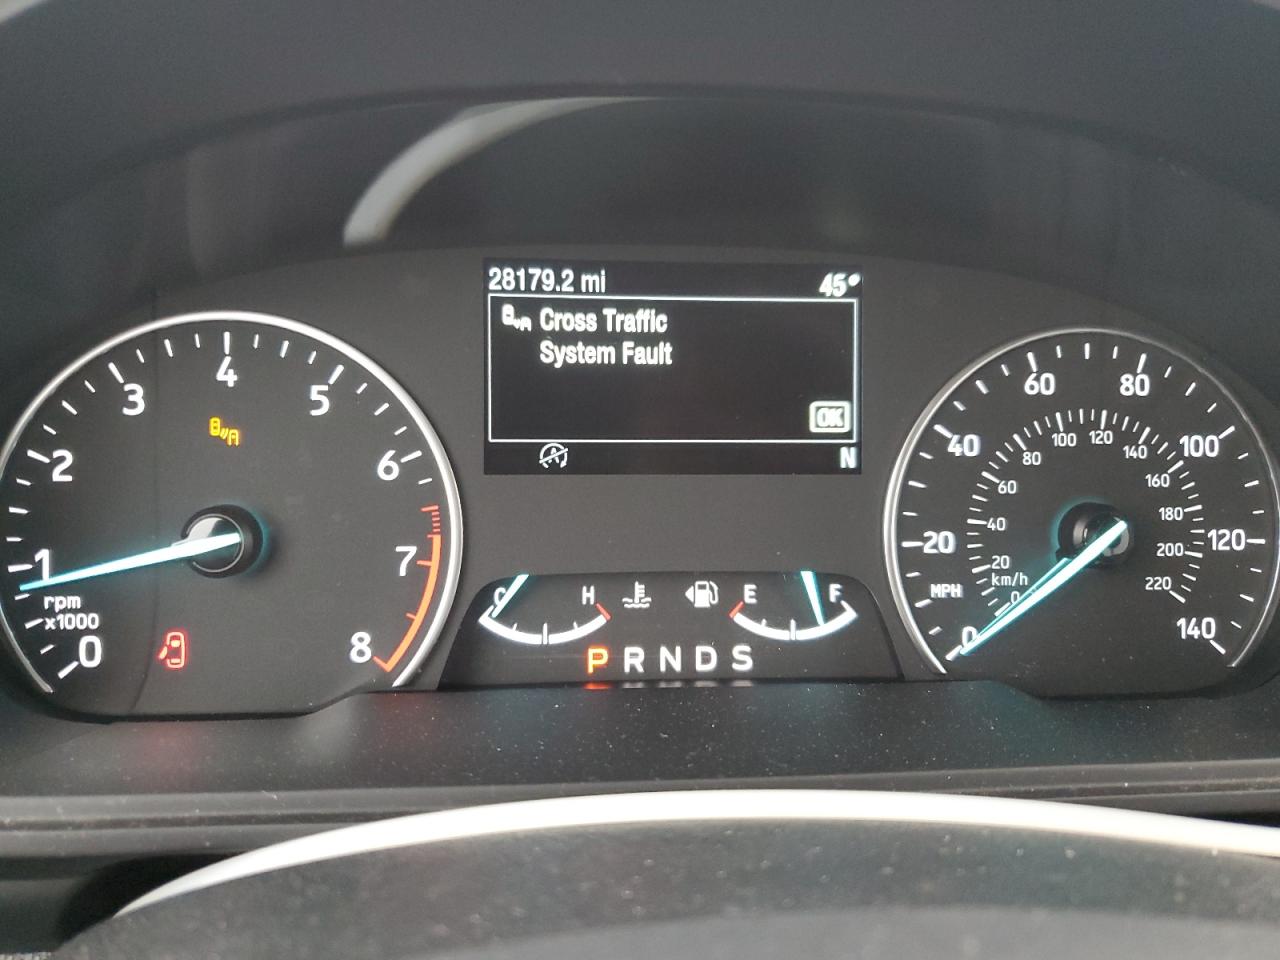 28179.2 mi 45°
Cross Traffic
System Fault
OK
N
0 1 2 3 4 5 6 7 8
rpm
x1000
C H E F
P R N D S
0 20 40 60 80 100 120 140
MPH
0 20 40 60 80 100 120 140 160 180 200 220
km/h